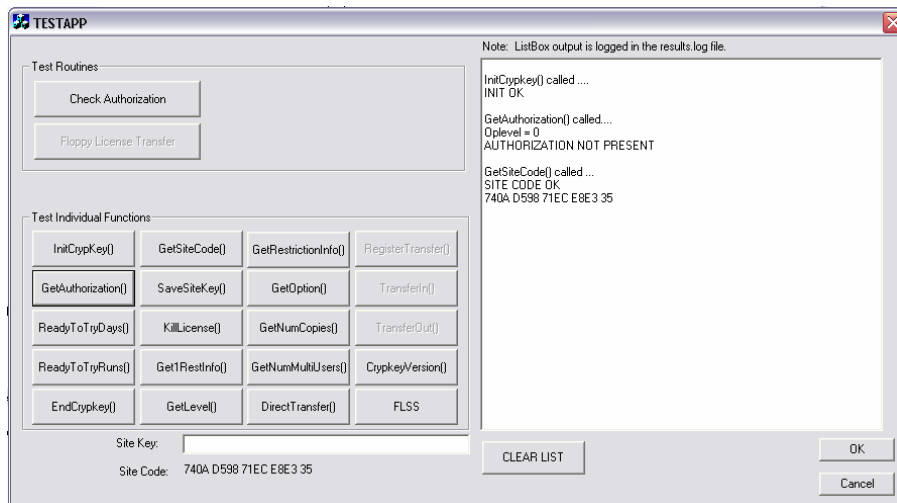 TESTAPP
Note: ListBox output is logged in the results.log file.
Test Routines
Check Authorization
Floppy License Transfer
InitCrypkey() called ....
INIT OK
GetAuthorization() called....
Oplevel = 0
AUTHORIZATION NOT PRESENT
GetSiteCode() called ...
SITE CODE OK
740A D598 71EC E8E3 35
Test Individual Functions
InitCrypKey() GetSiteCode() GetRestrictionInfo() RegisterTransfer()
GetAuthorization() SaveSiteKey() GetOption() TransferIn()
ReadyToTryDays() KillLicense() GetNumCopies() TransferOut()
ReadyToTryRuns() Get1RestInfo() GetNumMultiUsers() CrypkeyVersion()
EndCrypkey() GetLevel() DirectTransfer() FLSS
Site Key:
Site Code: 740A D598 71EC E8E3 35
CLEAR LIST
OK
Cancel